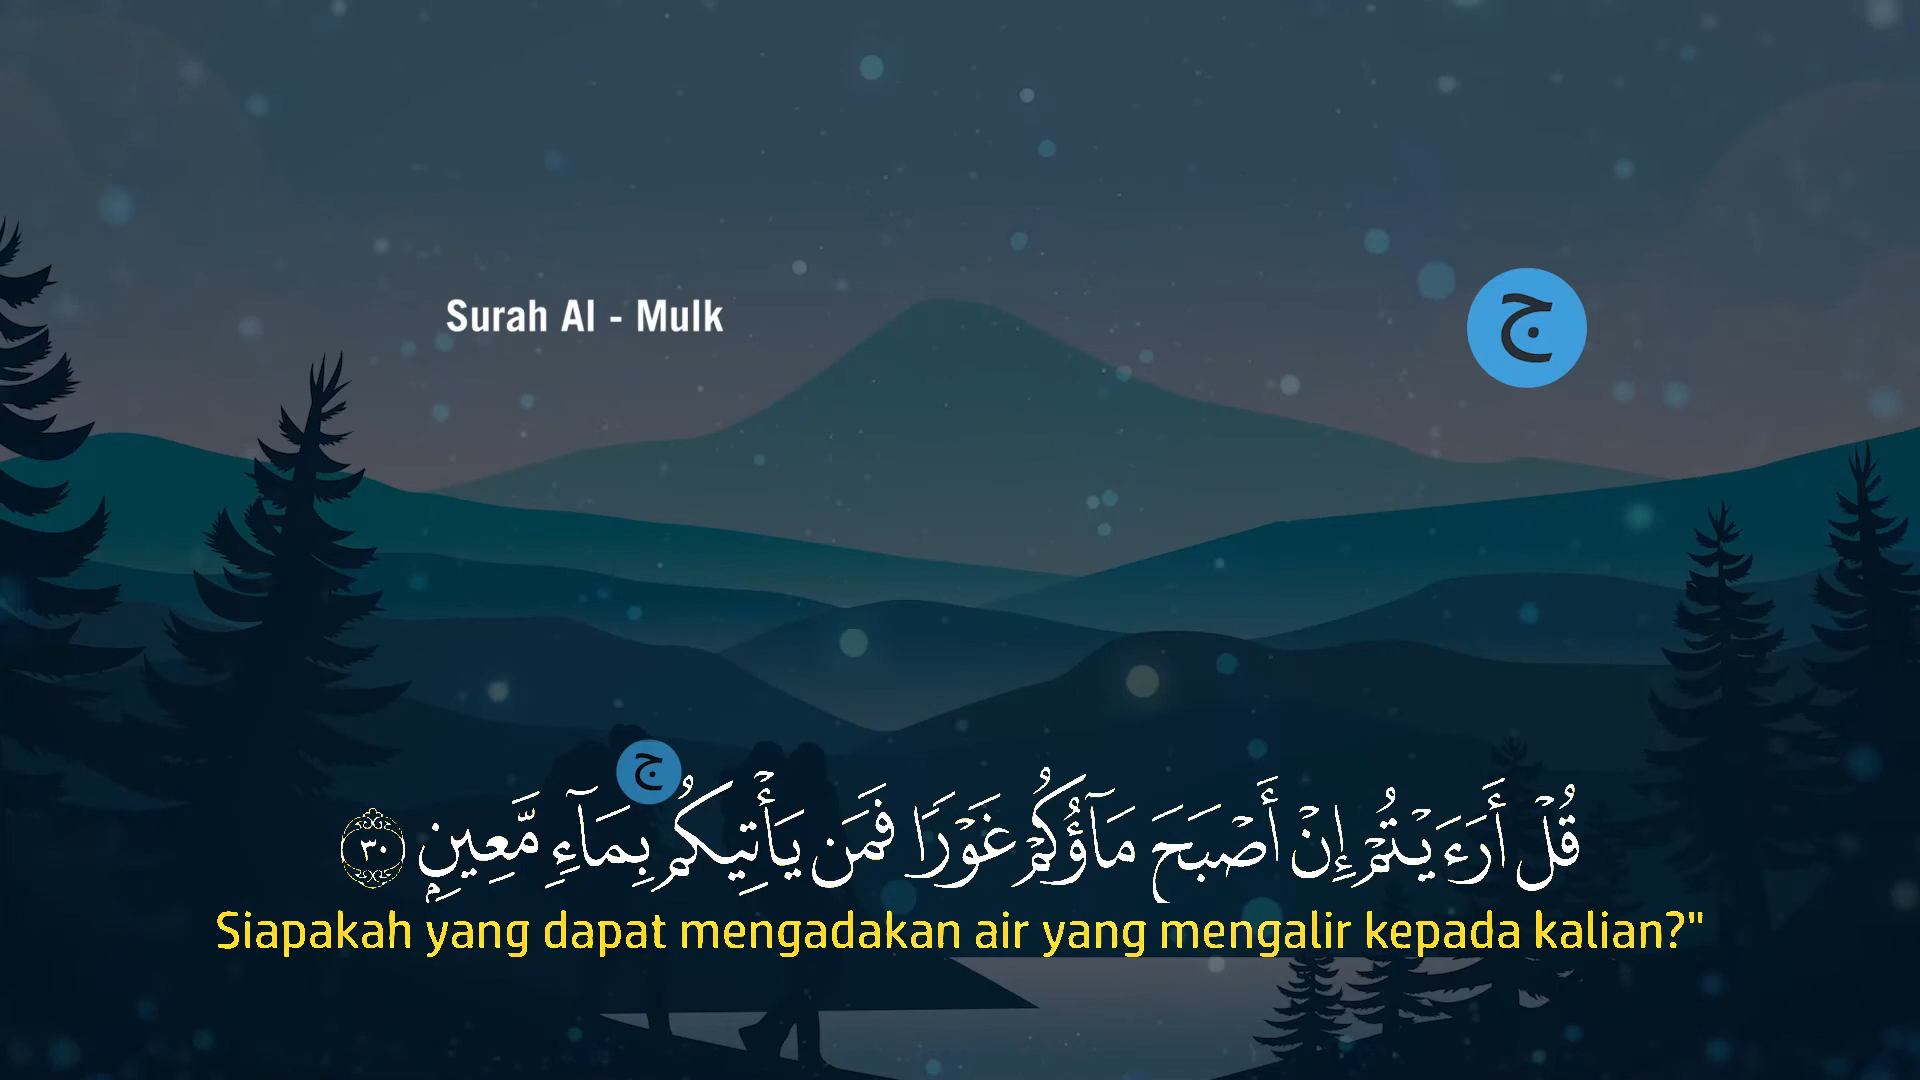 Surah Al - Mulk
ج
ج
قُلْ أَرَءَيْتُمْ إِنْ أَصْبَحَ مَآؤُكُمْ غَوْرًا فَمَن يَأْتِيكُم بِمَآءٍ مَّعِينٍۭ ٣٠
Siapakah yang dapat mengadakan air yang mengalir kepada kalian?"